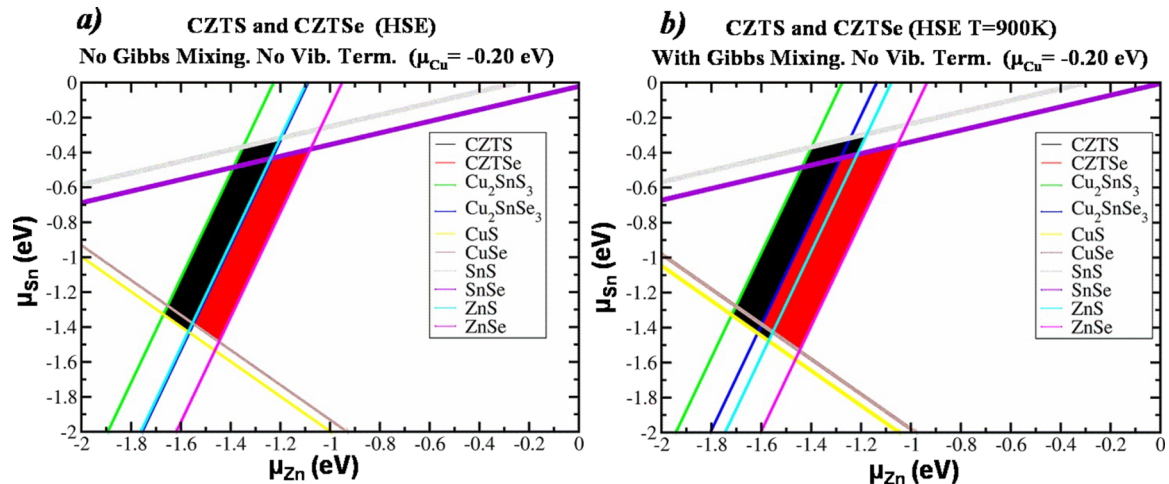 a)
CZTS and CZTSe (HSE)
No Gibbs Mixing. No Vib. Term. (μCu= -0.20 eV)
0
-0.2
-0.4
-0.6
-0.8
-1
-1.2
-1.4
-1.6
-1.8
-2
μSn (eV)
CZTS
CZTSe
Cu2SnS3
Cu2SnSe3
CuS
CuSe
SnS
SnSe
ZnS
ZnSe
-2 -1.8 -1.6 -1.4 -1.2 -1 -0.8 -0.6 -0.4 -0.2 0
μZn (eV)
b)
CZTS and CZTSe (HSE T=900K)
With Gibbs Mixing. No Vib. Term. (μCu= -0.20 eV)
0
-0.2
-0.4
-0.6
-0.8
-1
-1.2
-1.4
-1.6
-1.8
-2
μSn (eV)
CZTS
CZTSe
Cu2SnS3
Cu2SnSe3
CuS
CuSe
SnS
SnSe
ZnS
ZnSe
-2 -1.8 -1.6 -1.4 -1.2 -1 -0.8 -0.6 -0.4 -0.2 0
μZn (eV)